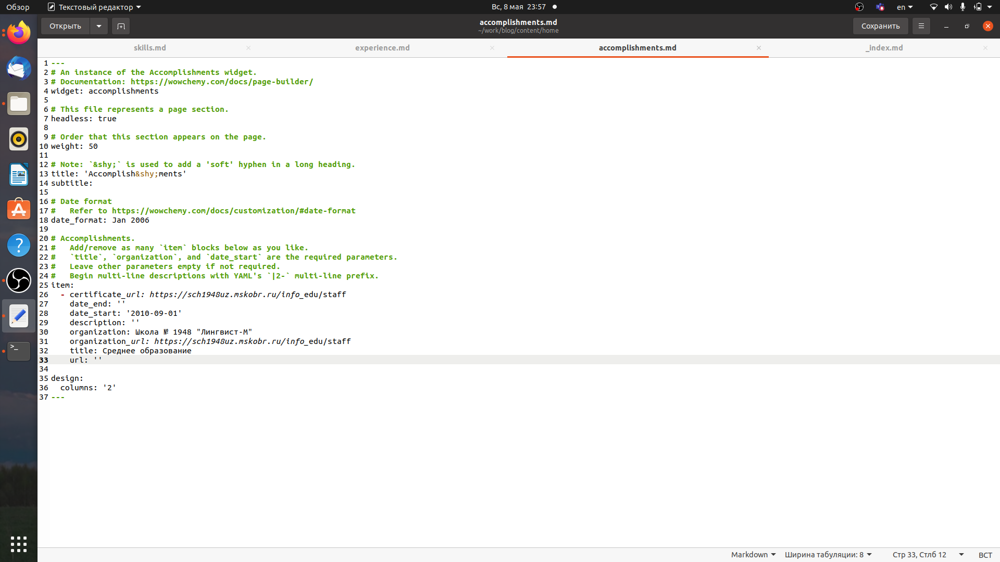 Обзор
Текстовый редактор
Вс, 8 мая 23:57
en
Открыть
accomplishments.md
~/work/blog/content/home
Сохранить
skills.md
experience.md
accomplishments.md
_index.md
1 ---
2 # An instance of the Accomplishments widget.
3 # Documentation: https://wowchemy.com/docs/page-builder/
4 widget: accomplishments
5
6 # This file represents a page section.
7 headless: true
8
9 # Order that this section appears on the page.
10 weight: 50
11
12 # Note: `&shy;` is used to add a 'soft' hyphen in a long heading.
13 title: 'Accomplish&shy;ments'
14 subtitle:
15
16 # Date format
17 #   Refer to https://wowchemy.com/docs/customization/#date-format
18 date_format: Jan 2006
19
20 # Accomplishments.
21 #   Add/remove as many `item` blocks below as you like.
22 #   `title`, `organization`, and `date_start` are the required parameters.
23 #   Leave other parameters empty if not required.
24 #   Begin multi-line descriptions with YAML's `|2-` multi-line prefix.
25 item:
26   - certificate_url: https://sch1948uz.mskobr.ru/info_edu/staff
27     date_end: ''
28     date_start: '2010-09-01'
29     description: ''
30     organization: Школа № 1948 "Лингвист-М"
31     organization_url: https://sch1948uz.mskobr.ru/info_edu/staff
32     title: Среднее образование
33     url: ''
34
35 design:
36   columns: '2'
37 ---
Markdown
Ширина табуляции: 8
Стр 33, Стлб 12
ВСТ